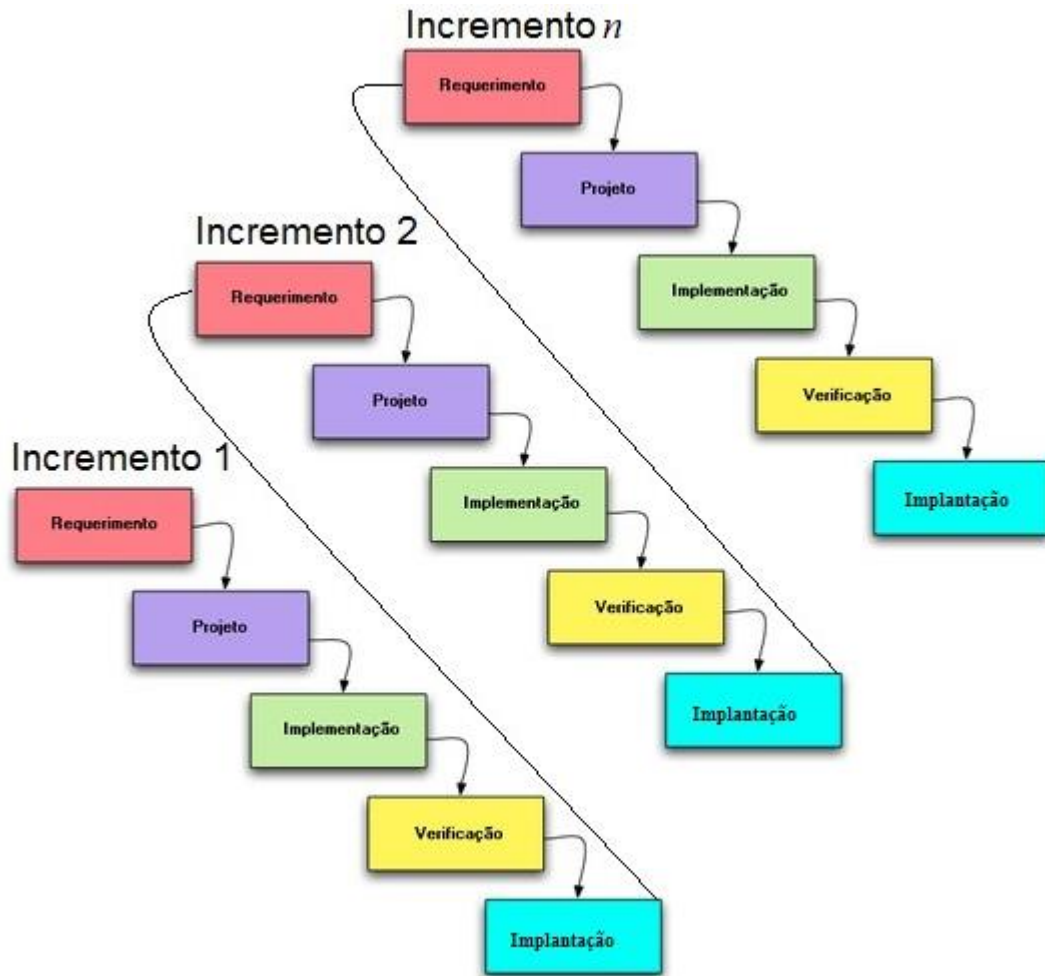 Incremento n
Requerimento
Projeto
Implementação
Verificação
Implantação
Incremento 2
Requerimento
Projeto
Implementação
Verificação
Implantação
Incremento 1
Requerimento
Projeto
Implementação
Verificação
Implantação